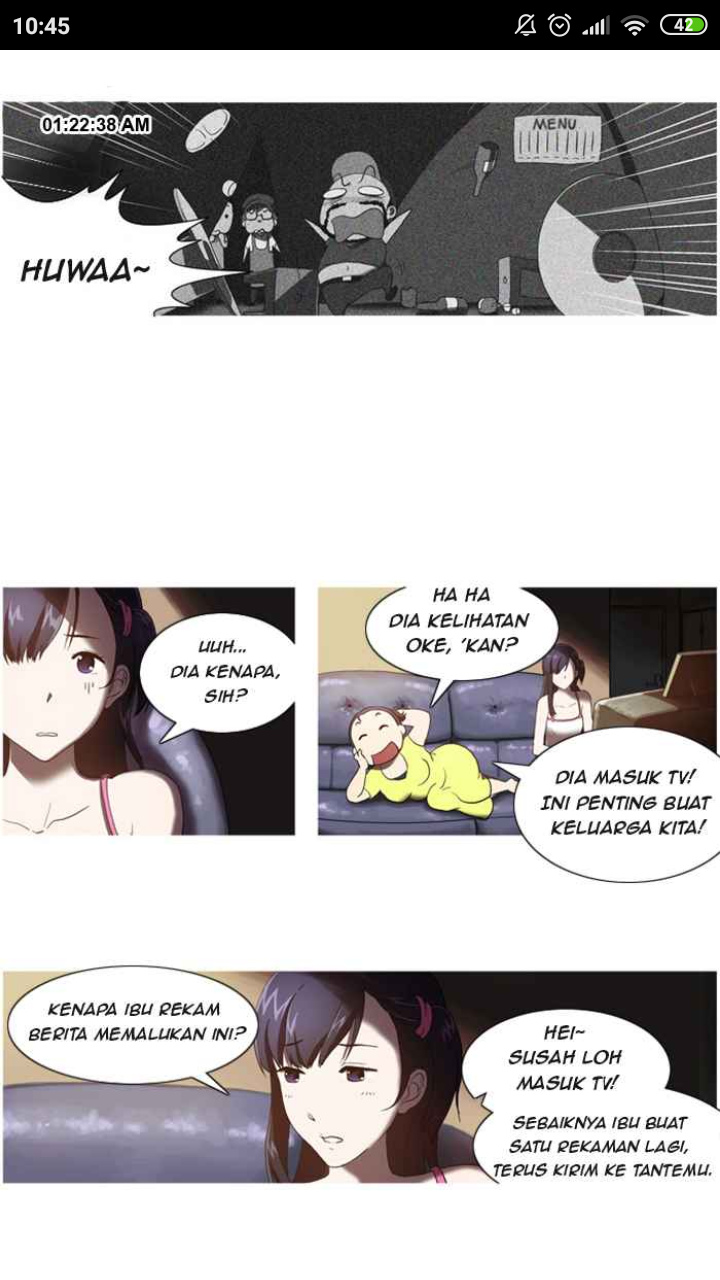 10:45
42
01:22:38 AM
MENU
HUWAA~
UUH...
DIA KENAPA,
SIH?
HA HA
DIA KELIHATAN
OKE, 'KAN?
DIA MASUK TV!
INI PENTING BUAT
KELUARGA KITA!
KENAPA IBU REKAM
BERITA MEMALUKAN INI?
HEI~
SUSAH LOH
MASUK TV!
SEBAIKNYA IBU BUAT
SATU REKAMAN LAGI,
TERUS KIRIM KE TANTEMU.